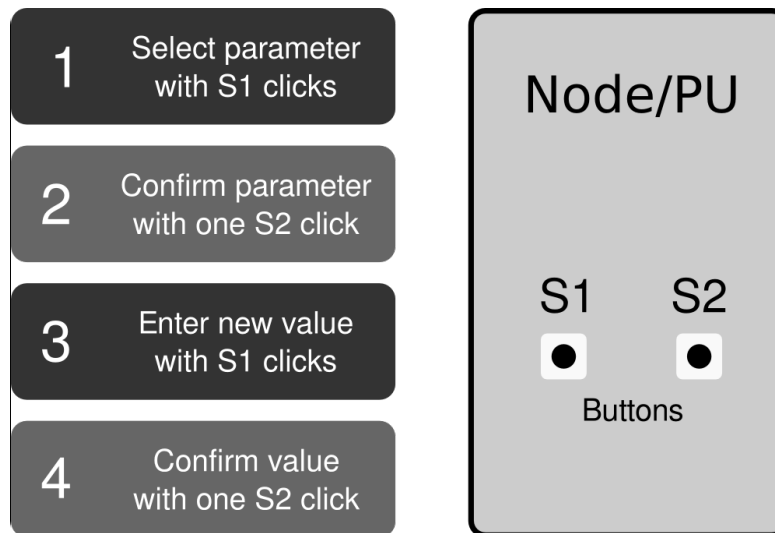 1
Select parameter
with S1 clicks
2
Confirm parameter
with one S2 click
3
Enter new value
with S1 clicks
4
Confirm value
with one S2 click
Node/PU
S1 S2
Buttons